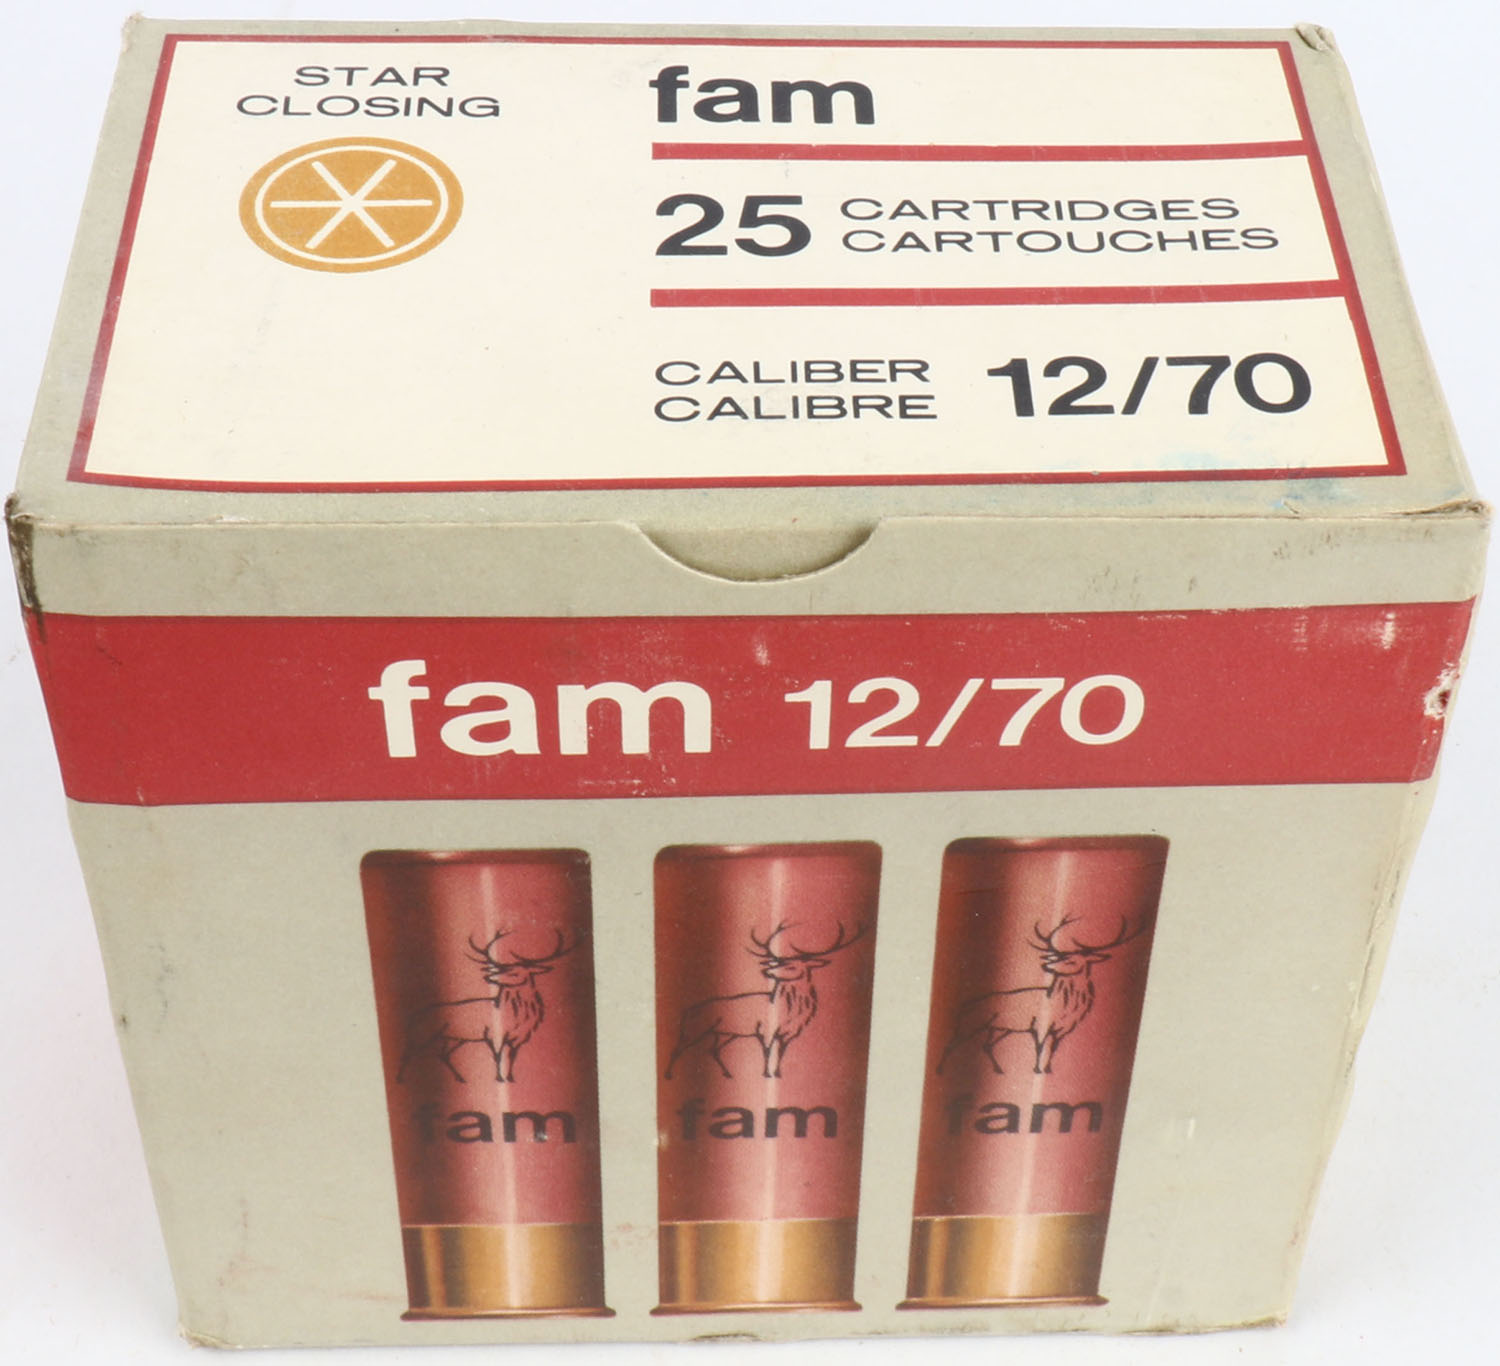 STAR
CLOSING
fam
25 CARTRIDGES
CARTOUCHES
CALIBER
CALIBRE 12/70
fam 12/70
fam
fam
fam